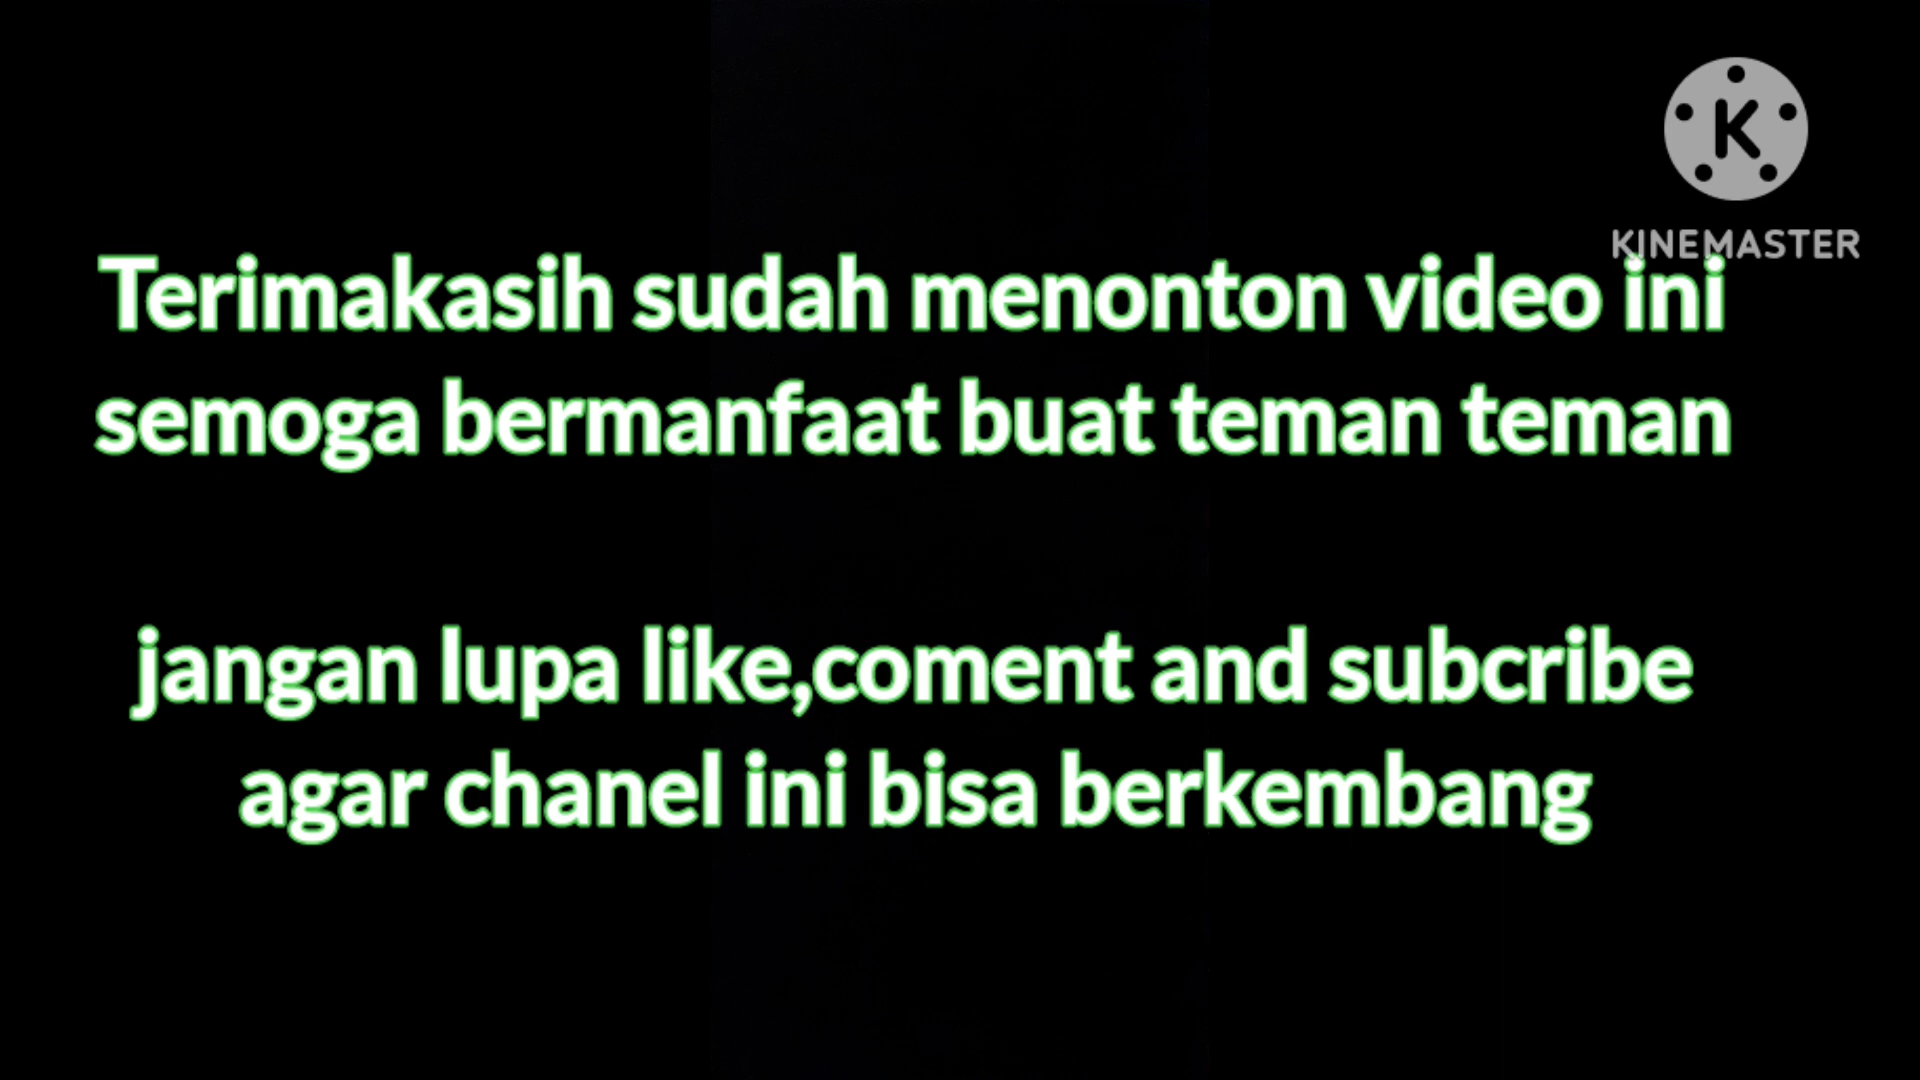 K
KINEMASTER
Terimakasih sudah menonton video ini
semoga bermanfaat buat teman teman
jangan lupa like,coment and subcribe
agar chanel ini bisa berkembang